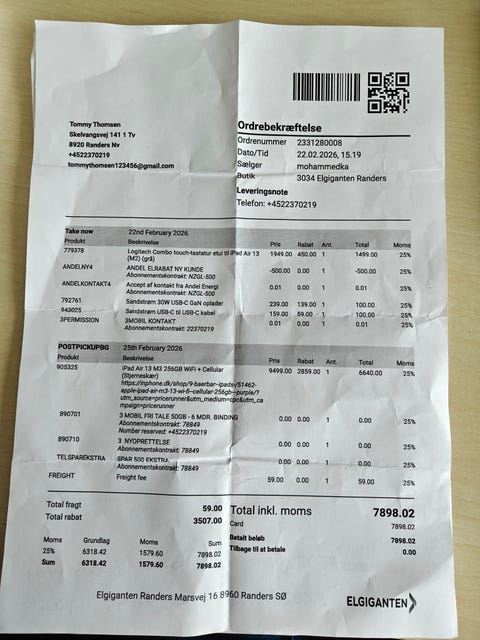 Tommy Thomsen
Skelvangsvej 141 1 Tv
8920 Randers Nv
+4522370219
tommythomsen123456@gmail.com
Ordrebekræftelse
Ordrenummer 2331280008
Dato/Tid 22.02.2026, 15.19
Sælger mohammedka
Butik 3034 Elgiganten Randers
Leveringsnote
Telefon: +4522370219
Take now 22nd February 2026
Produkt Beskrivelse Pris Rabat Ant. Total Moms
779378 Logitech Combo touch-tastatur etui til iPad Air 13 1949.00 450.00 1 1499.00 25%
(M2) (grå)
ANDELNY4 ANDEL ELRABAT NY KUNDE -500.00 0.00 1 -500.00 25%
Abonnementskontrakt: NZGL-500
ANDELKONTAKT4 Accept af kontakt fra Andel Energi 0.01 0.00 1 0.01 25%
Abonnementskontrakt: NZGL-500
792761 Sandstrøm 30W USB-C GaN oplader 239.00 139.00 1 100.00 25%
943025 Sandstrøm USB-C til USB-C kabel 159.00 59.00 1 100.00 25%
3PERMISSION 3MOBIL KONTAKT 0.01 0.00 1 0.01 25%
Abonnementskontrakt: 22370219
POSTPICKUPBG 25th February 2026
Produkt Beskrivelse Pris Rabat Ant. Total Moms
905325 iPad Air 13 M3 256GB WiFi + Cellular 9499.00 2859.00 1 6640.00 25%
(Stjerneskær)
https://inphone.dk/shop/9-baerbar-ipads/51462-
apple-ipad-air-m3-13-wi-fi--cellular-256gb--purple/?
utm_source=pricerunner&utm_medium=cpc&utm_ca
mpaign=pricerunner
890701 3 MOBIL FRI TALE 50GB - 6 MDR. BINDING 0.00 0.00 1 0.00 25%
Abonnementskontrakt: 78849
Number reserved: +4522370219
890710 3 NYOPRETTELSE 0.00 0.00 1 0.00 25%
Abonnementskontrakt: 78849
TELSPAREKSTRA SPAR 500 EKSTRA 0.00 0.00 1 0.00 25%
Abonnementskontrakt: 78849
FREIGHT Freight fee 59.00 0.00 1 59.00 25%
Total fragt 59.00
Total rabat 3507.00
Moms Grundlag Moms Sum
25% 6318.42 1579.60 7898.02
Sum 6318.42 1579.60 7898.02
Total inkl. moms 7898.02
Card 7898.02
Betalt beløb 7898.02
Tilbage til at betale 0.00
Elgiganten Randers Marsvej 16 8960 Randers SØ
ELGIGANTEN